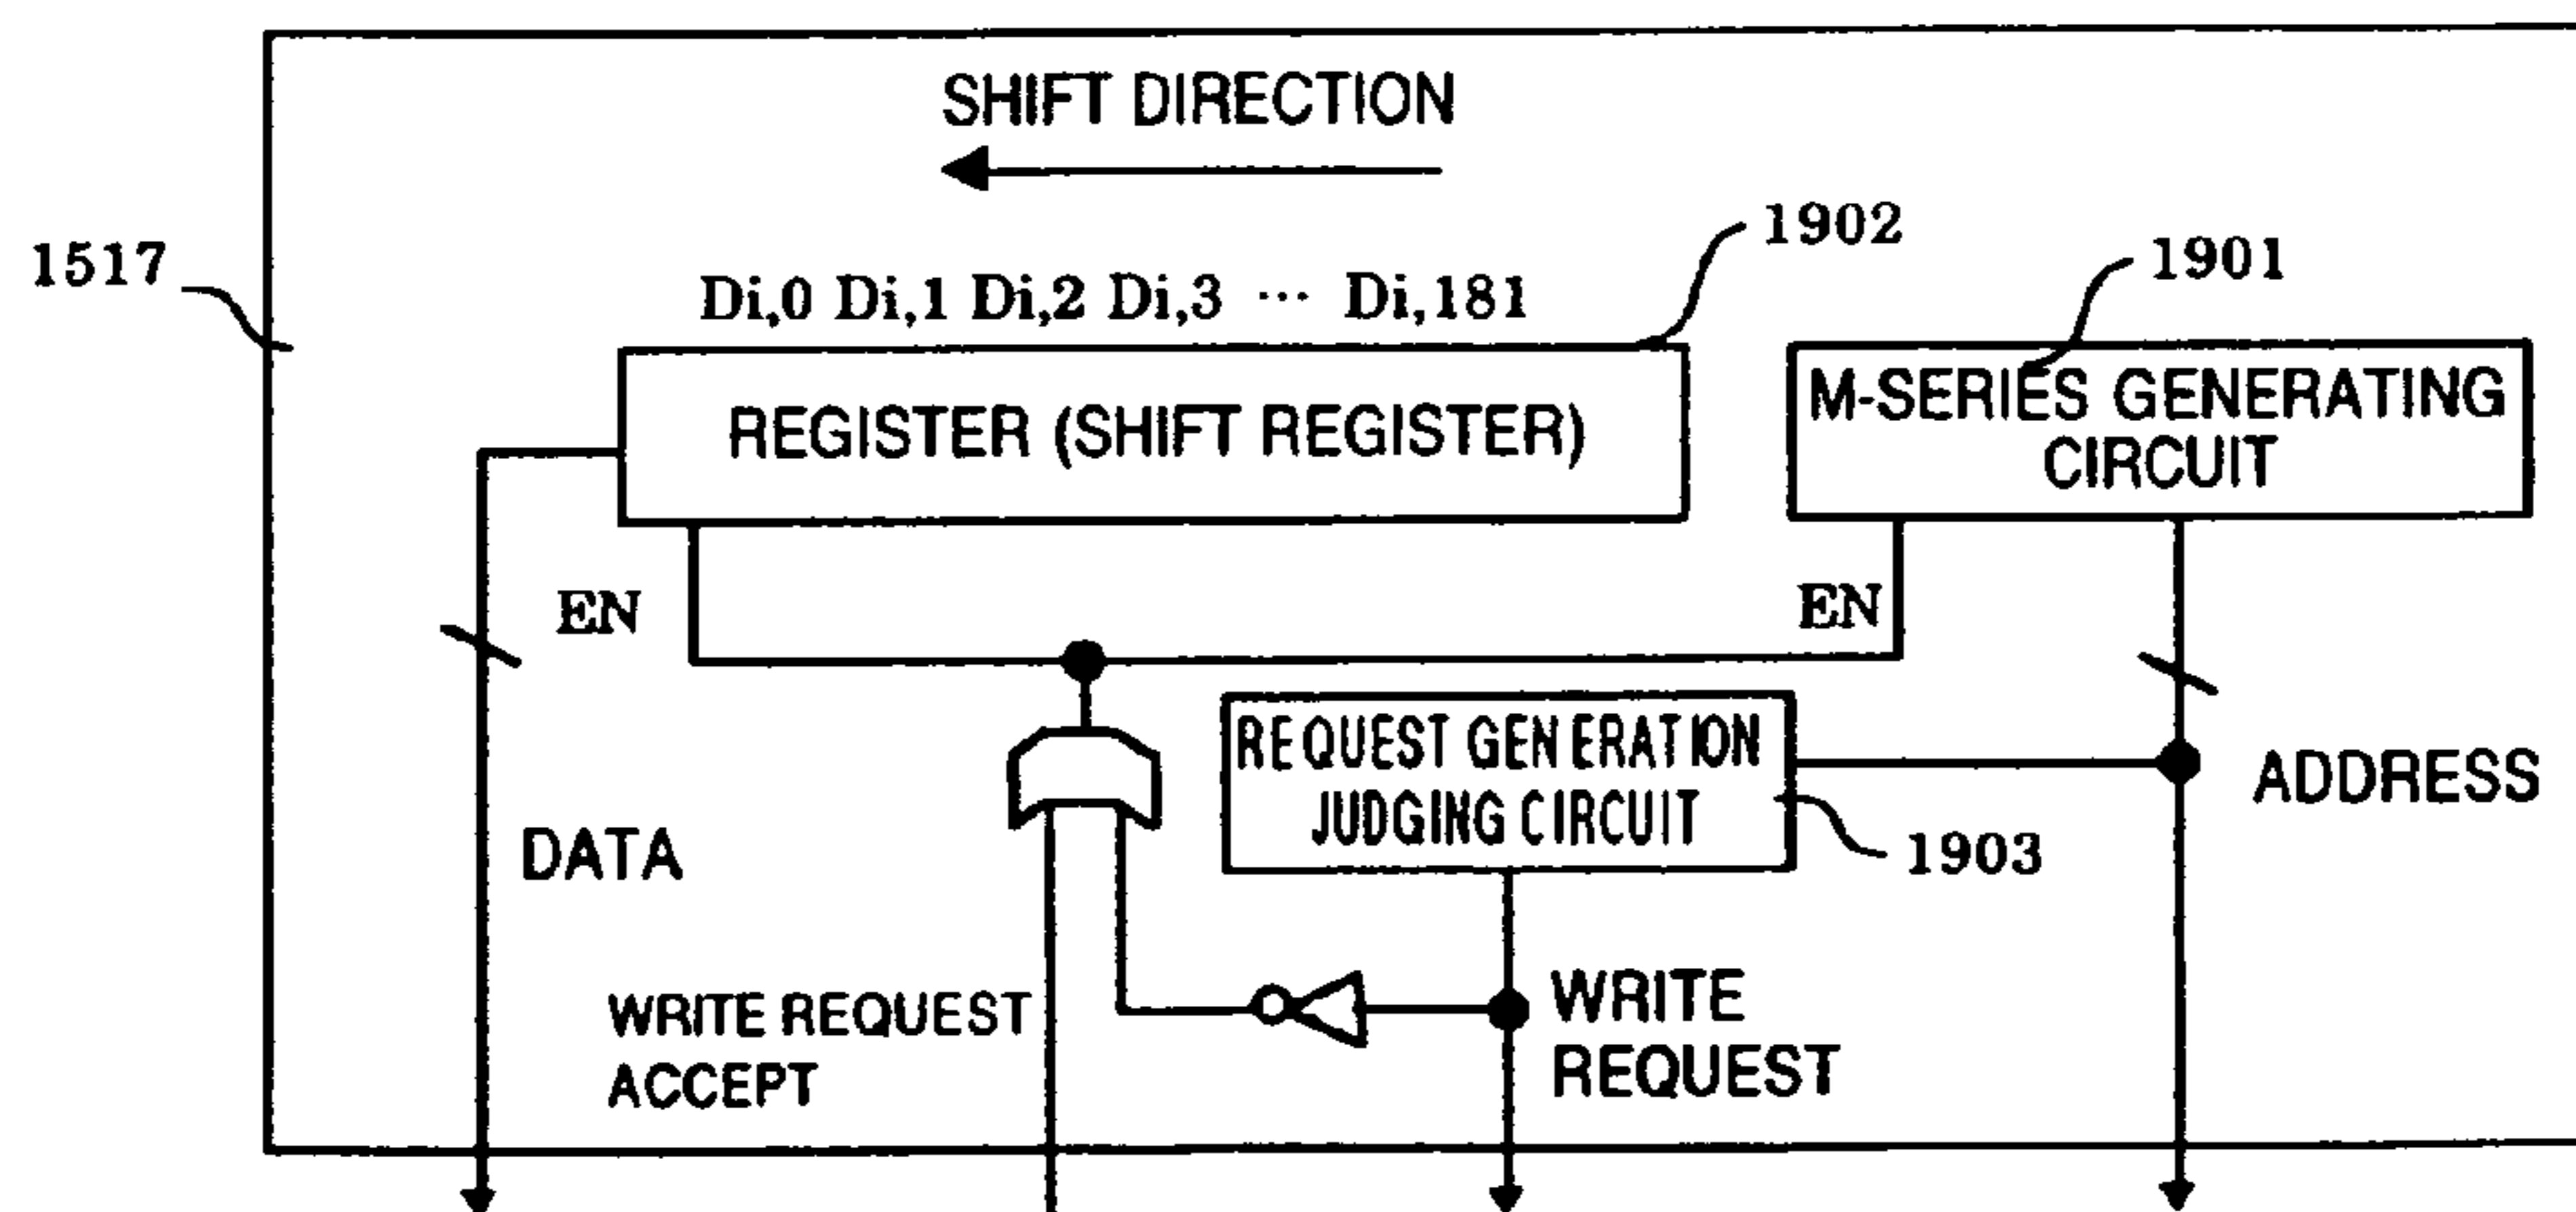 SHIFT DIRECTION
1902
1901
1517
Di,0 Di,1 Di,2 Di,3 ··· Di,181
REGISTER (SHIFT REGISTER)
M-SERIES GENERATING
CIRCUIT
EN
EN
REQUEST GENERATION
JUDGING CIRCUIT
ADDRESS
1903
DATA
WRITE REQUEST
ACCEPT
WRITE
REQUEST